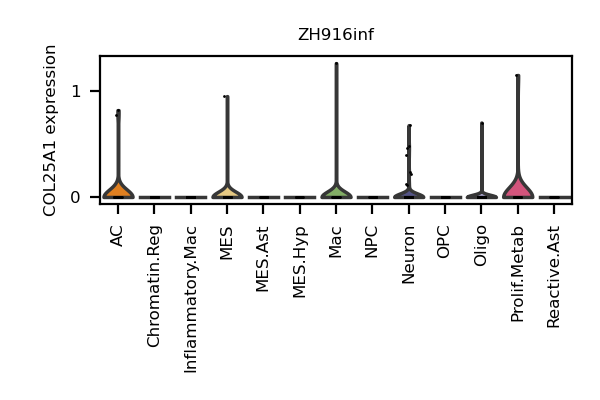 ZH916inf
COL25A1 expression
1
0
AC
Chromatin.Reg
Inflammatory.Mac
MES
MES.Ast
MES.Hyp
Mac
NPC
Neuron
OPC
Oligo
Prolif.Metab
Reactive.Ast